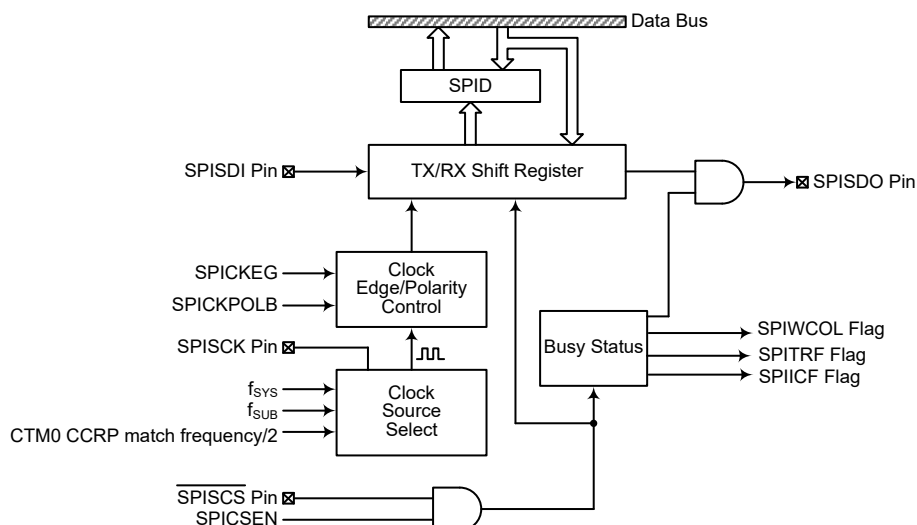 Data Bus
SPID
SPISDI Pin
TX/RX Shift Register
SPISDO Pin
SPICKEG
SPICKPOLB
Clock
Edge/Polarity
Control
SPISCK Pin
Busy Status
SPIWCOL Flag
SPITRF Flag
SPIICF Flag
fSYS
fSUB
CTM0 CCRP match frequency/2
Clock
Source
Select
SPISCS Pin
SPICSEN